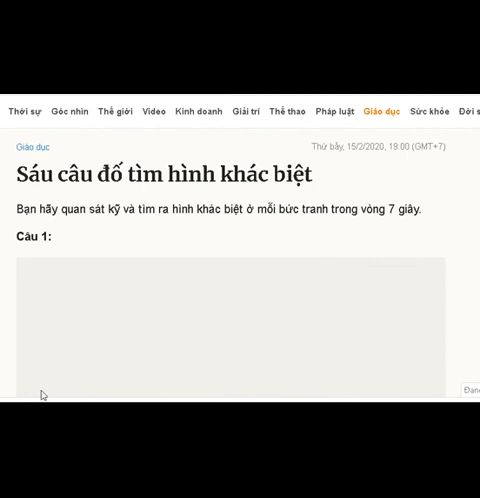 Thời sự Góc nhìn Thế giới Video Kinh doanh Giải trí Thể thao Pháp luật Giáo dục Sức khỏe Đời s
Giáo dục Thứ bảy, 15/2/2020, 19:00 (GMT+7)
Sáu câu đố tìm hình khác biệt
Bạn hãy quan sát kỹ và tìm ra hình khác biệt ở mỗi bức tranh trong vòng 7 giây.
Câu 1:
Đan